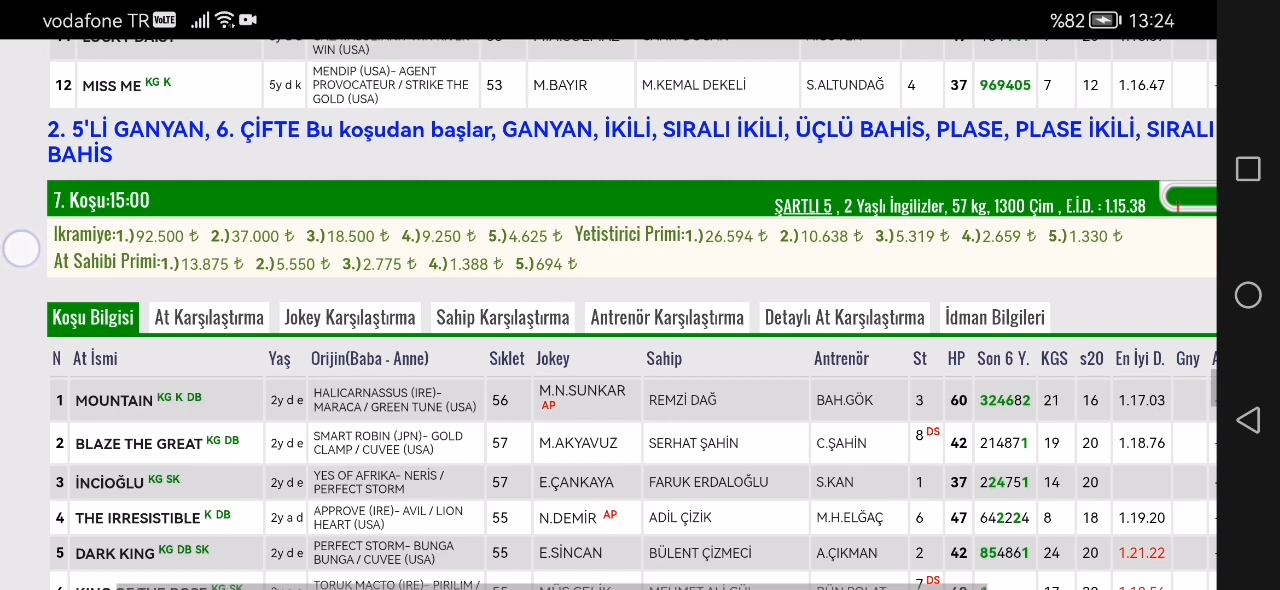 vodafone TR VoLTE %82 13:24
WIN (USA)
12 MISS ME KG K 5y d k MENDIP (USA)- AGENT PROVOCATEUR / STRIKE THE GOLD (USA) 53 M.BAYIR M.KEMAL DEKELİ S.ALTUNDAĞ 4 37 969405 7 12 1.16.47
2. 5'Lİ GANYAN, 6. ÇİFTE Bu koşudan başlar, GANYAN, İKİLİ, SIRALI İKİLİ, ÜÇLÜ BAHİS, PLASE, PLASE İKİLİ, SIRALI
BAHİS
7. Koşu:15:00
ŞARTLI 5 , 2 Yaşlı İngilizler, 57 kg, 1300 Çim , E.İ.D. : 1.15.38
Ikramiye:1.)92.500 ₺ 2.)37.000 ₺ 3.)18.500 ₺ 4.)9.250 ₺ 5.)4.625 ₺ Yetistirici Primi:1.)26.594 ₺ 2.)10.638 ₺ 3.)5.319 ₺ 4.)2.659 ₺ 5.)1.330 ₺
At Sahibi Primi:1.)13.875 ₺ 2.)5.550 ₺ 3.)2.775 ₺ 4.)1.388 ₺ 5.)694 ₺
Koşu Bilgisi At Karşılaştırma Jokey Karşılaştırma Sahip Karşılaştırma Antrenör Karşılaştırma Detaylı At Karşılaştırma İdman Bilgileri
N At İsmi Yaş Orijin(Baba - Anne) Sıklet Jokey Sahip Antrenör St HP Son 6 Y. KGS s20 En İyi D. Gny
1 MOUNTAIN KG K DB 2y d e HALICARNASSUS (IRE)- MARACA / GREEN TUNE (USA) 56 M.N.SUNKAR AP REMZİ DAĞ BAH.GÖK 3 60 324682 21 16 1.17.03
2 BLAZE THE GREAT KG DB 2y d e SMART ROBIN (JPN)- GOLD CLAMP / CUVEE (USA) 57 M.AKYAVUZ SERHAT ŞAHİN C.ŞAHİN 8 DS 42 214871 19 20 1.18.76
3 İNCİOĞLU KG SK 2y d e YES OF AFRIKA- NERİS / PERFECT STORM 57 E.ÇANKAYA FARUK ERDALOĞLU S.KAN 1 37 224751 14 20
4 THE IRRESISTIBLE K DB 2y a d APPROVE (IRE)- AVIL / LION HEART (USA) 55 N.DEMİR AP ADİL ÇİZİK M.H.ELĞAÇ 6 47 642224 8 18 1.19.20
5 DARK KING KG DB SK 2y d e PERFECT STORM- BUNGA BUNGA / CUVEE (USA) 55 E.SİNCAN BÜLENT ÇİZMECİ A.ÇIKMAN 2 42 854861 24 20 1.21.22
TORUK MACTO (IRE)- PIRILIM / 7 DS